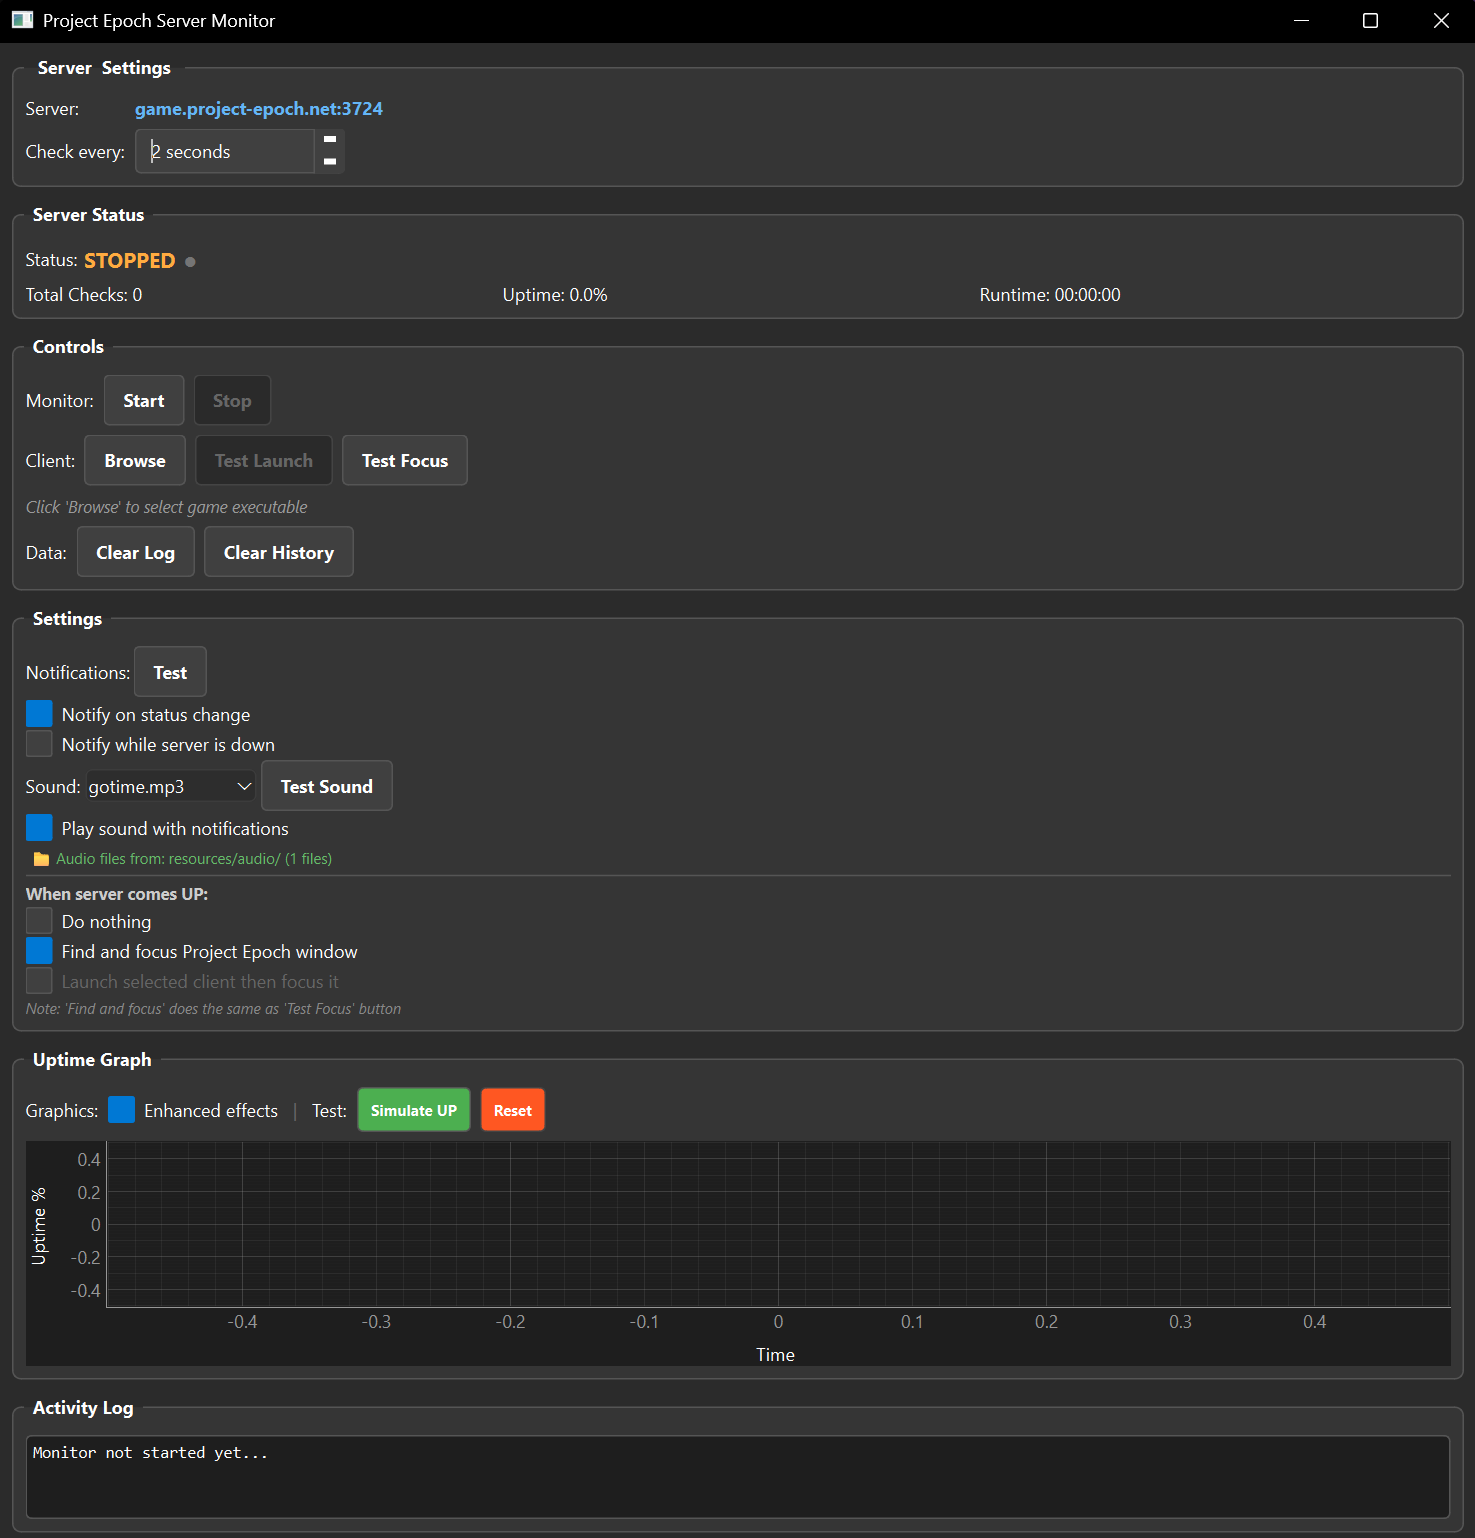 Project Epoch Server Monitor
Server Settings
Server: game.project-epoch.net:3724
Check every: 2 seconds
Server Status
Status: STOPPED
Total Checks: 0 Uptime: 0.0% Runtime: 00:00:00
Controls
Monitor: Start Stop
Client: Browse Test Launch Test Focus
Click 'Browse' to select game executable
Data: Clear Log Clear History
Settings
Notifications: Test
Notify on status change
Notify while server is down
Sound: gotime.mp3 Test Sound
Play sound with notifications
Audio files from: resources/audio/ (1 files)
When server comes UP:
Do nothing
Find and focus Project Epoch window
Launch selected client then focus it
Note: 'Find and focus' does the same as 'Test Focus' button
Uptime Graph
Graphics: Enhanced effects | Test: Simulate UP Reset
Uptime %
0.4
0.2
0
-0.2
-0.4
-0.4 -0.3 -0.2 -0.1 0 0.1 0.2 0.3 0.4
Time
Activity Log
Monitor not started yet...